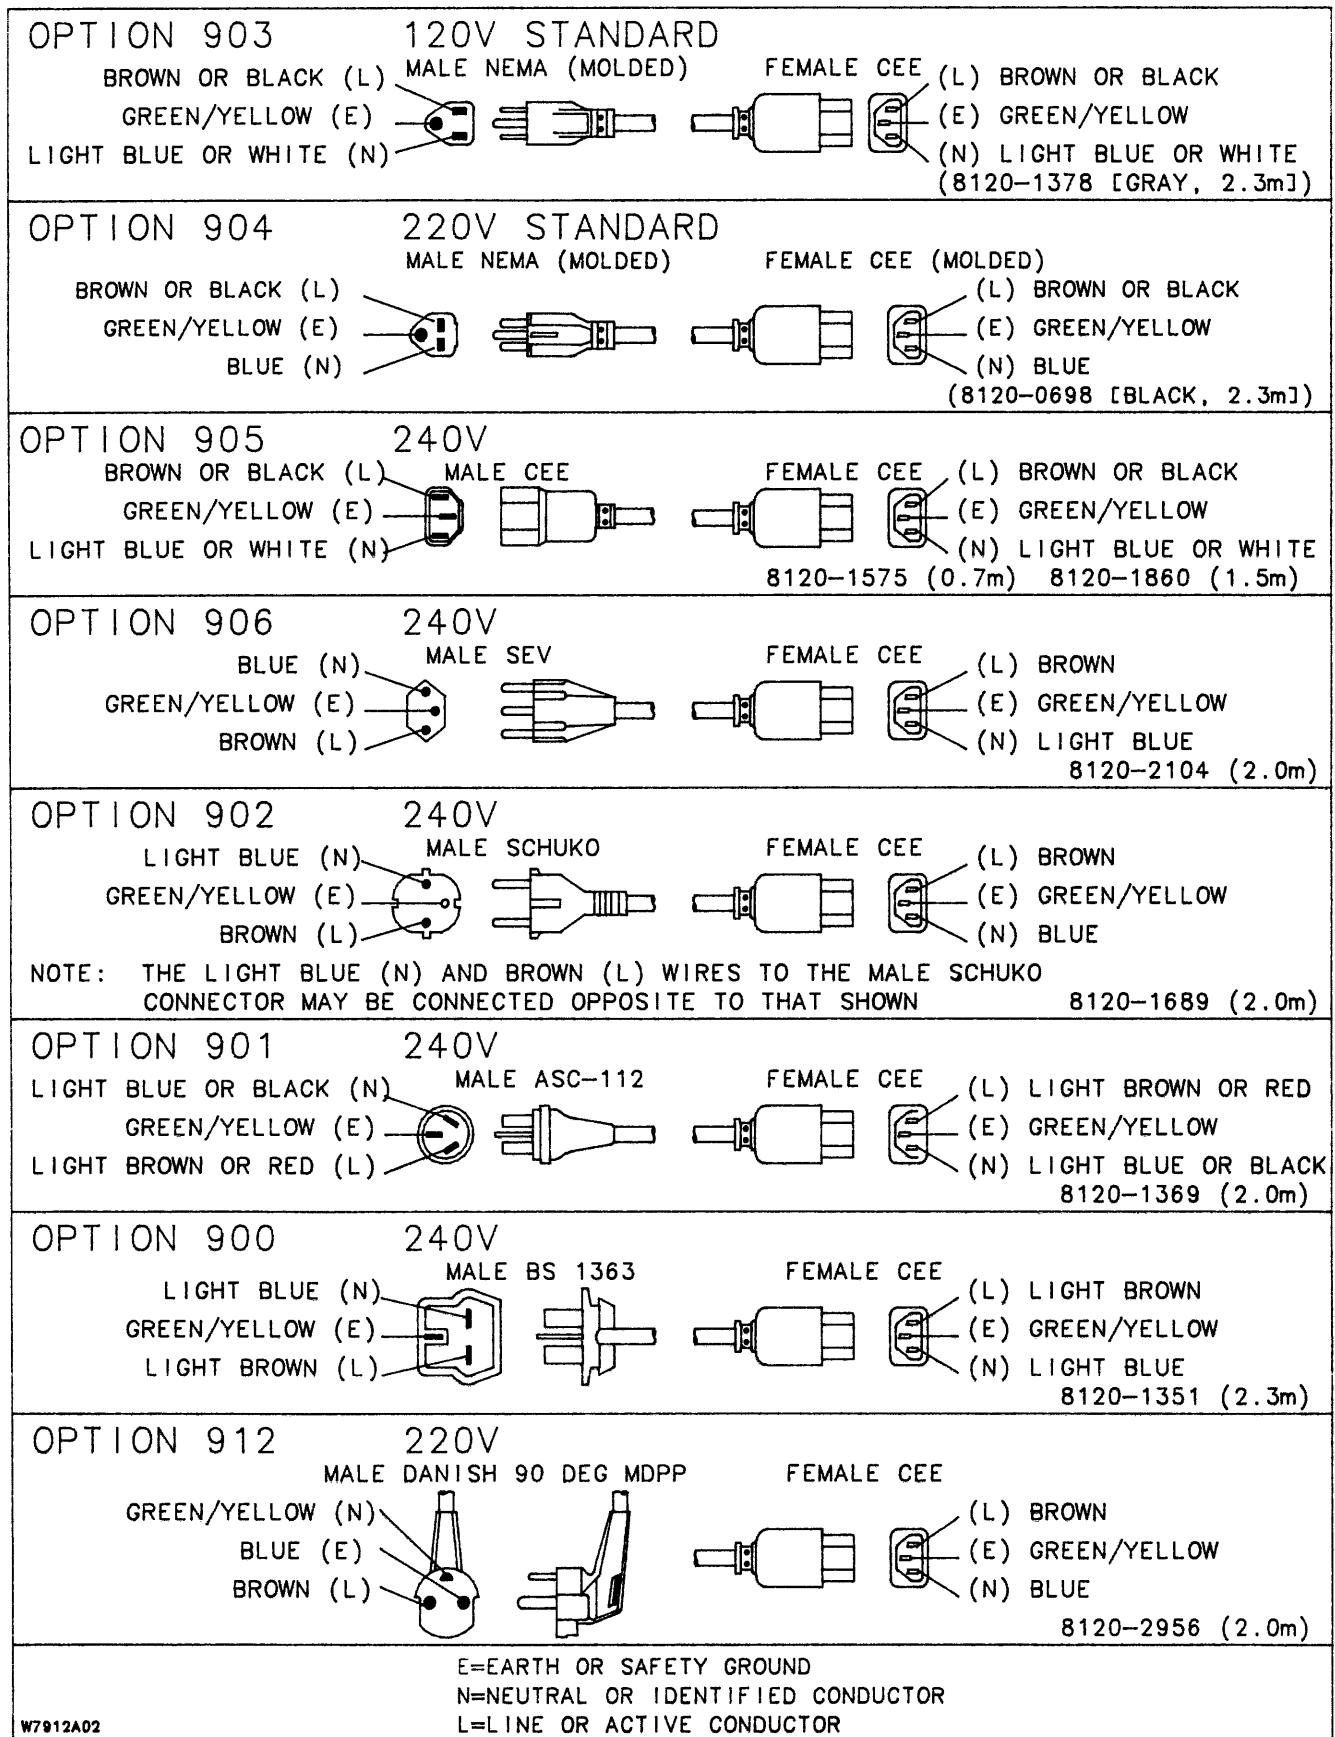 OPTION 903 120V STANDARD
MALE NEMA (MOLDED) FEMALE CEE
BROWN OR BLACK (L) (L) BROWN OR BLACK
GREEN/YELLOW (E) (E) GREEN/YELLOW
LIGHT BLUE OR WHITE (N) (N) LIGHT BLUE OR WHITE
(8120-1378 [GRAY, 2.3m])
OPTION 904 220V STANDARD
MALE NEMA (MOLDED) FEMALE CEE (MOLDED)
BROWN OR BLACK (L) (L) BROWN OR BLACK
GREEN/YELLOW (E) (E) GREEN/YELLOW
BLUE (N) (N) BLUE
(8120-0698 [BLACK, 2.3m])
OPTION 905 240V
BROWN OR BLACK (L) MALE CEE FEMALE CEE (L) BROWN OR BLACK
GREEN/YELLOW (E) (E) GREEN/YELLOW
LIGHT BLUE OR WHITE (N) (N) LIGHT BLUE OR WHITE
8120-1575 (0.7m) 8120-1860 (1.5m)
OPTION 906 240V
MALE SEV FEMALE CEE
BLUE (N) (L) BROWN
GREEN/YELLOW (E) (E) GREEN/YELLOW
BROWN (L) (N) LIGHT BLUE
8120-2104 (2.0m)
OPTION 902 240V
MALE SCHUKO FEMALE CEE
LIGHT BLUE (N) (L) BROWN
GREEN/YELLOW (E) (E) GREEN/YELLOW
BROWN (L) (N) BLUE
NOTE: THE LIGHT BLUE (N) AND BROWN (L) WIRES TO THE MALE SCHUKO
CONNECTOR MAY BE CONNECTED OPPOSITE TO THAT SHOWN 8120-1689 (2.0m)
OPTION 901 240V
MALE ASC-112 FEMALE CEE
LIGHT BLUE OR BLACK (N) (L) LIGHT BROWN OR RED
GREEN/YELLOW (E) (E) GREEN/YELLOW
LIGHT BROWN OR RED (L) (N) LIGHT BLUE OR BLACK
8120-1369 (2.0m)
OPTION 900 240V
MALE BS 1363 FEMALE CEE
LIGHT BLUE (N) (L) LIGHT BROWN
GREEN/YELLOW (E) (E) GREEN/YELLOW
LIGHT BROWN (L) (N) LIGHT BLUE
8120-1351 (2.3m)
OPTION 912 220V
MALE DANISH 90 DEG MDPP FEMALE CEE
GREEN/YELLOW (N) (L) BROWN
BLUE (E) (E) GREEN/YELLOW
BROWN (L) (N) BLUE
8120-2956 (2.0m)
E=EARTH OR SAFETY GROUND
N=NEUTRAL OR IDENTIFIED CONDUCTOR
W7912A02 L=LINE OR ACTIVE CONDUCTOR